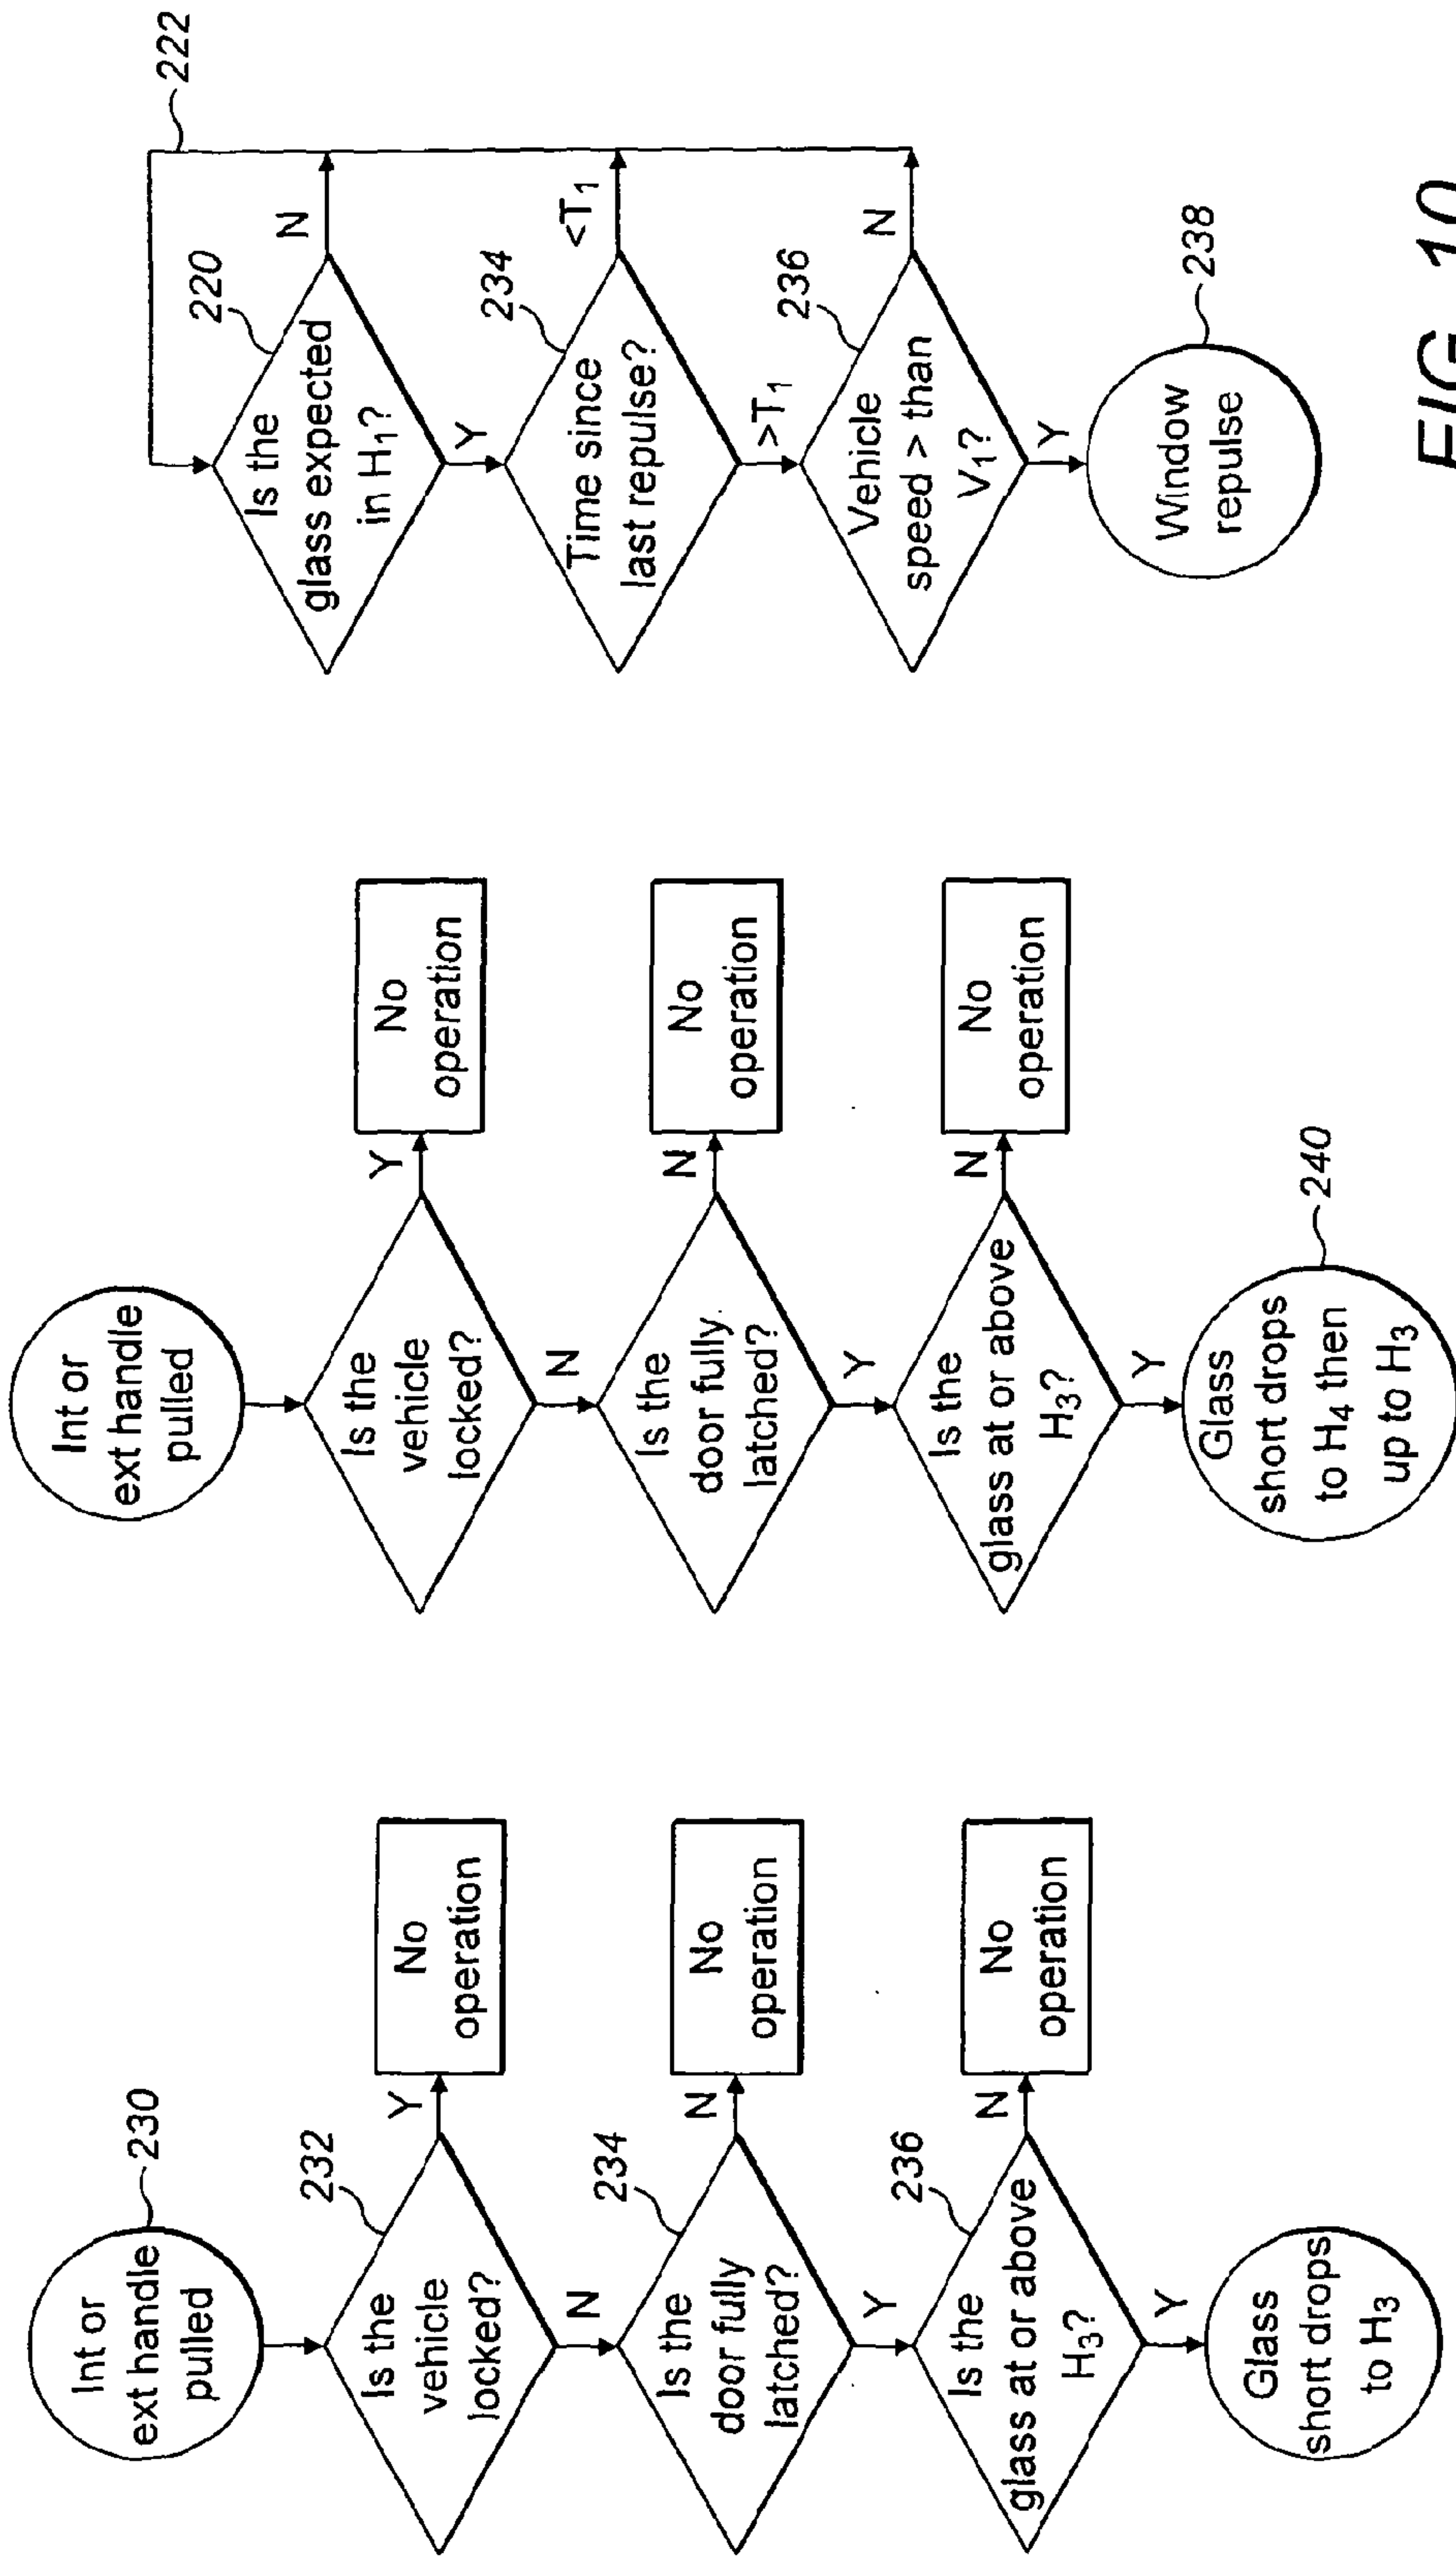 Int or
ext handle
pulled
230
Is the
vehicle
locked?
232
Y
No
operation
N
Is the
door fully
latched?
234
N
No
operation
Y
Is the
glass at or above
H₃?
236
N
No
operation
Y
Glass
short drops
to H₃
Int or
ext handle
pulled
Is the
vehicle
locked?
Y
No
operation
N
Is the
door fully
latched?
N
No
operation
Y
Is the
glass at or above
H₃?
N
No
operation
Y
Glass
short drops
to H₄ then
up to H₃
240
222
Is the
glass expected
in H₁?
220
N
Y
Time since
last repulse?
234
<T₁
>T₁
Vehicle
speed > than
V₁?
236
N
Y
Window
repulse
238
FIG. 10